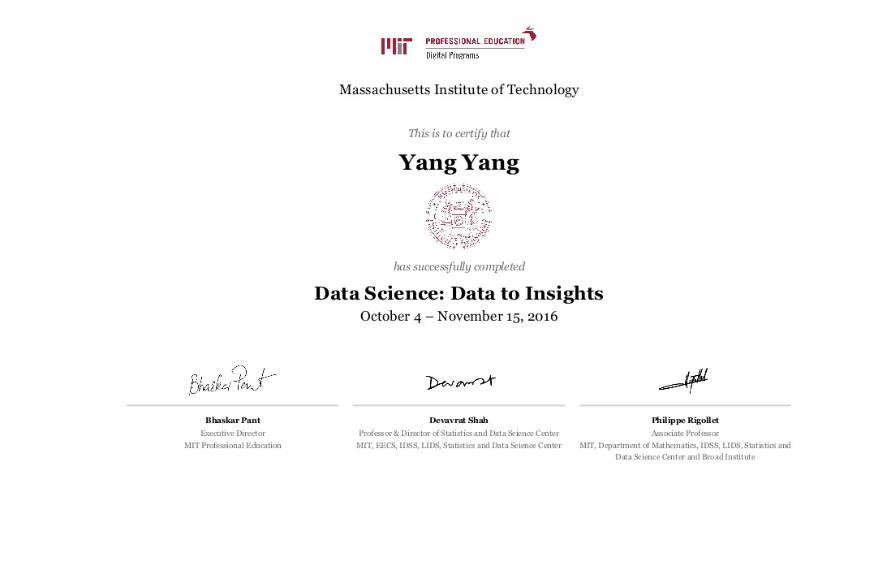 MIT PROFESSIONAL EDUCATION
Digital Programs
Massachusetts Institute of Technology
This is to certify that
Yang Yang
has successfully completed
Data Science: Data to Insights
October 4 – November 15, 2016
Bhaskar Pant
Devavrat
Bhaskar Pant
Executive Director
MIT Professional Education
Devavrat Shah
Professor & Director of Statistics and Data Science Center
MIT, EECS, IDSS, LIDS, Statistics and Data Science Center
Philippe Rigollet
Associate Professor
MIT, Department of Mathematics, IDSS, LIDS, Statistics and
Data Science Center and Broad Institute